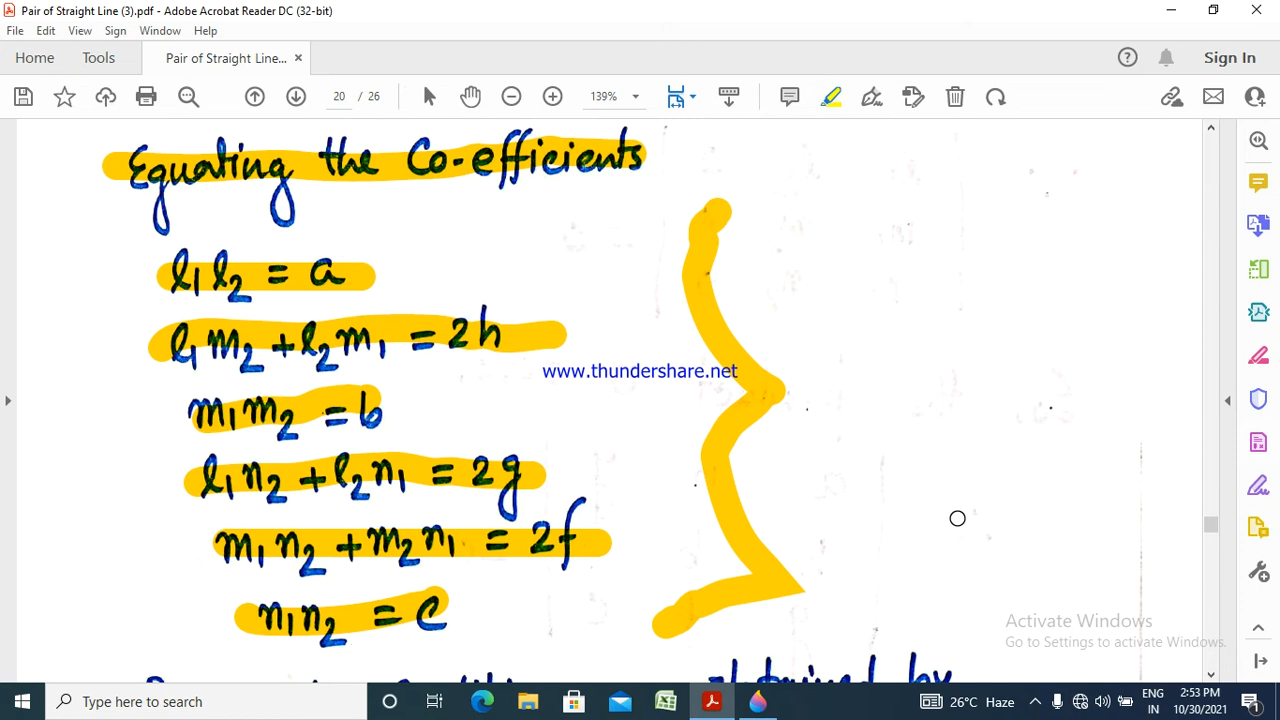 Pair of Straight Line (3).pdf - Adobe Acrobat Reader DC (32-bit)
File Edit View Sign Window Help
Home Tools Pair of Straight Line... × Sign In
20 / 26 139%
Equating the Co-efficients
l₁l₂ = a
l₁m₂ + l₂m₁ = 2h
www.thundershare.net
m₁m₂ = b
l₁n₂ + l₂n₁ = 2g
m₁n₂ + m₂n₁ = 2f
n₁n₂ = c
Activate Windows
Go to Settings to activate Windows.
obtained by
Type here to search
26°C Haze
ENG
IN
2:53 PM
10/30/2021
1